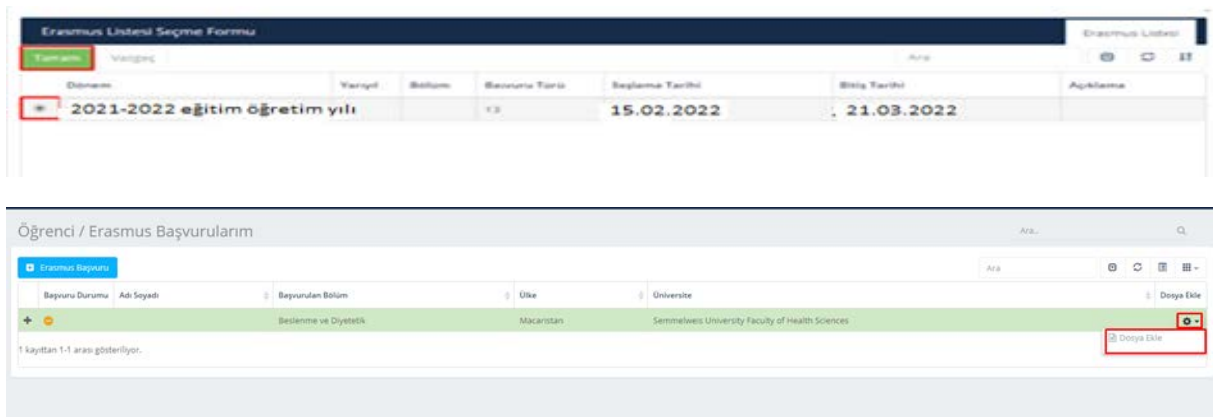 Erasmus Listesi Seçme Formu Erasmus Listesi
Tamam Vazgeç Ara
Dönem Yarıyıl Bölüm Başvuru Türü Başlama Tarihi Bitiş Tarihi Açıklama
2021-2022 eğitim öğretim yılı 15.02.2022 , 21.03.2022
Öğrenci / Erasmus Başvurularım Ara...
Erasmus Başvuru Ara
Başvuru Durumu Adı Soyadı Başvurulan Bölüm Ülke Üniversite Dosya Ekle
Beslenme ve Diyetetik Macaristan Semmelweis University Faculty of Health Sciences
Dosya Ekle
1 kayıttan 1-1 arası gösteriliyor.